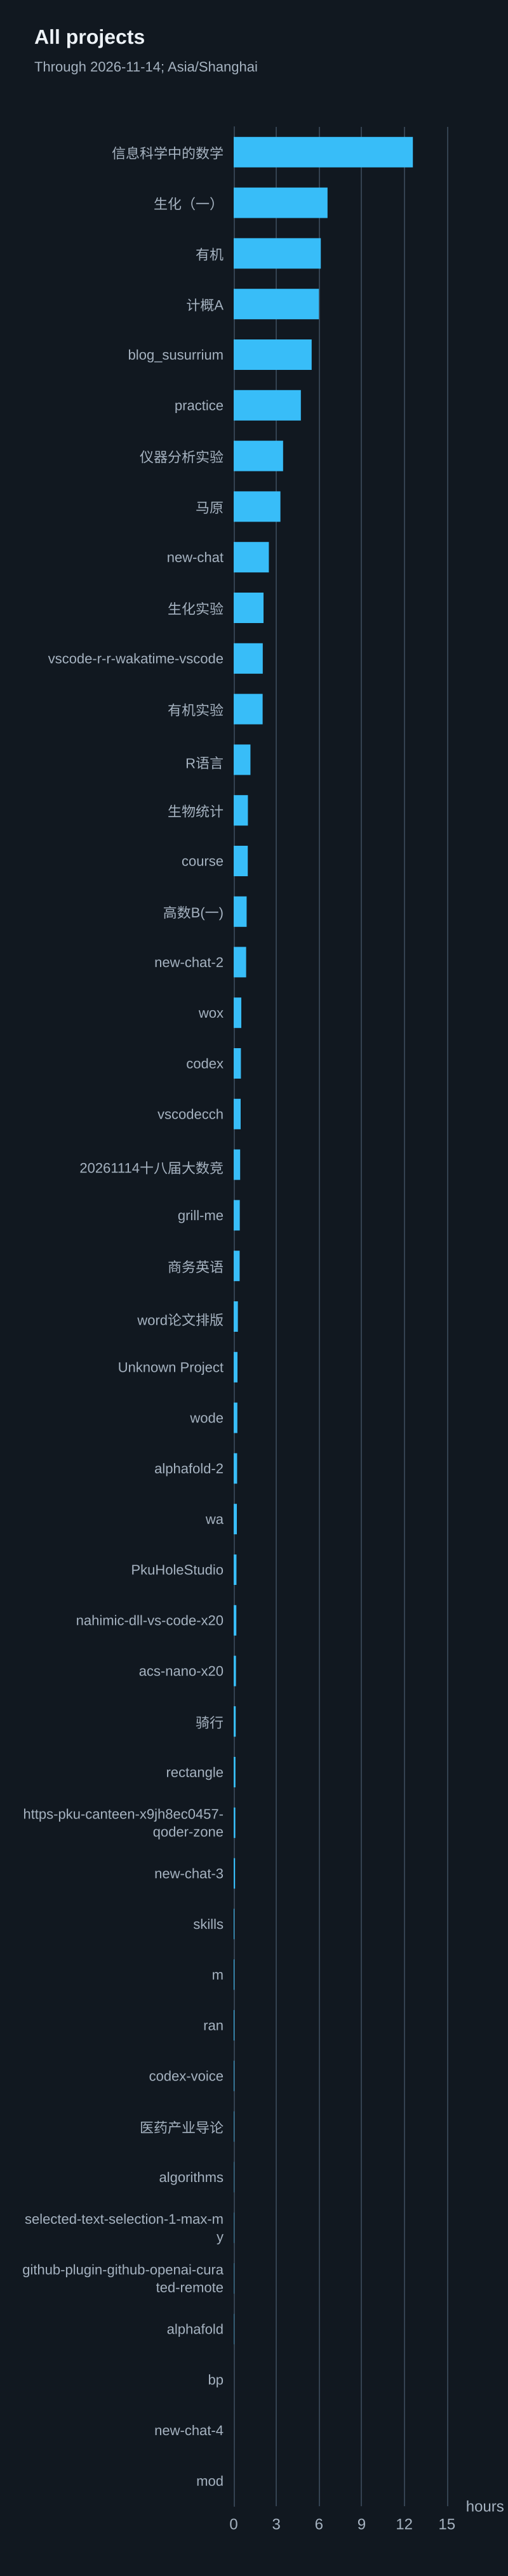 All projects
Through 2026-11-14; Asia/Shanghai
信息科学中的数学
生化（一）
有机
计概A
blog_susurrium
practice
仪器分析实验
马原
new-chat
生化实验
vscode-r-r-wakatime-vscode
有机实验
R语言
生物统计
course
高数B(一)
new-chat-2
wox
codex
vscodecch
20261114十八届大数竞
grill-me
商务英语
word论文排版
Unknown Project
wode
alphafold-2
wa
PkuHoleStudio
nahimic-dll-vs-code-x20
acs-nano-x20
骑行
rectangle
https-pku-canteen-x9jh8ec0457-
qoder-zone
new-chat-3
skills
m
ran
codex-voice
医药产业导论
algorithms
selected-text-selection-1-max-m
y
github-plugin-github-openai-cura
ted-remote
alphafold
bp
new-chat-4
mod
hours
0 3 6 9 12 15